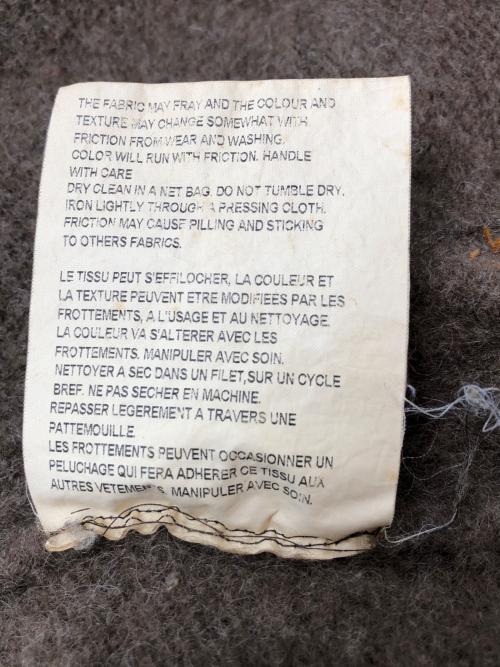 THE FABRIC MAY FRAY AND THE COLOUR AND
TEXTURE MAY CHANGE SOMEWHAT WITH
FRICTION FROM WEAR AND WASHING.
COLOR WILL RUN WITH FRICTION. HANDLE
WITH CARE
DRY CLEAN IN A NET BAG. DO NOT TUMBLE DRY.
IRON LIGHTLY THROUGH A PRESSING CLOTH.
FRICTION MAY CAUSE PILLING AND STICKING
TO OTHERS FABRICS.
LE TISSU PEUT S'EFFILOCHER, LA COULEUR ET
LA TEXTURE PEUVENT ETRE MODIFIEES PAR LES
FROTTEMENTS, A L'USAGE ET AU NETTOYAGE.
LA COULEUR VA S'ALTERER AVEC LES
FROTTEMENTS. MANIPULER AVEC SOIN.
NETTOYER A SEC DANS UN FILET,SUR UN CYCLE
BREF. NE PAS SECHER EN MACHINE.
REPASSER LEGEREMENT A TRAVERS UNE
PATTEMOUILLE.
LES FROTTEMENTS PEUVENT OCCASIONNER UN
PELUCHAGE QUI FERA ADHERER CE TISSU AUX
AUTRES VETEMENTS. MANIPULER AVEC SOIN.